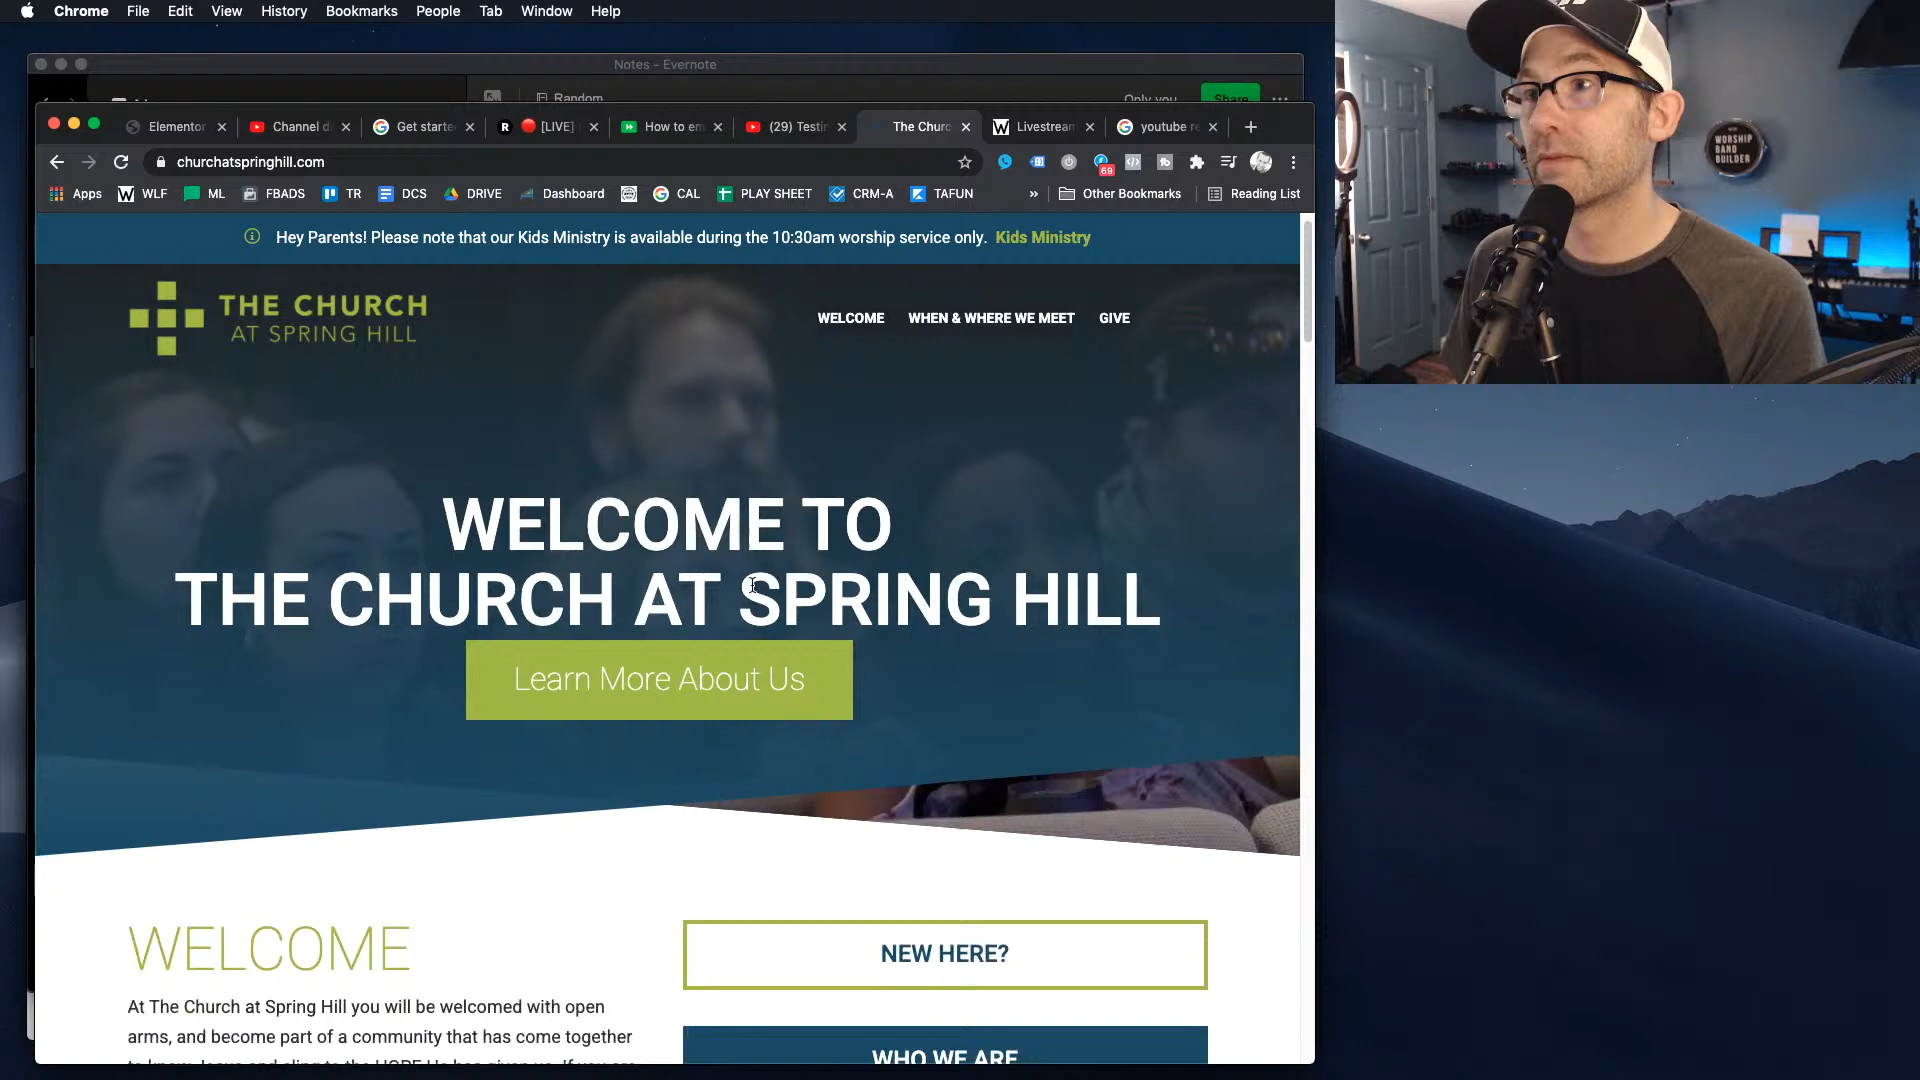 Chrome File Edit View History Bookmarks People Tab Window Help
Notes – Evernote
Random
Only you
Share
Elementor
Channel d
Get starte
R
[LIVE]
How to em
(29) Testin
The Churc
W
Livestream
youtube re
churchatspringhill.com
69
Apps WLF ML FBADS TR DCS DRIVE Dashboard CAL PLAY SHEET CRM-A TAFUN » Other Bookmarks Reading List
Hey Parents! Please note that our Kids Ministry is available during the 10:30am worship service only. Kids Ministry
THE CHURCH
AT SPRING HILL
WELCOME WHEN & WHERE WE MEET GIVE
WELCOME TO
THE CHURCH AT SPRING HILL
Learn More About Us
WELCOME
At The Church at Spring Hill you will be welcomed with open
arms, and become part of a community that has come together
NEW HERE?
WHO WE ARE
WORSHIP
BAND
BUILDER